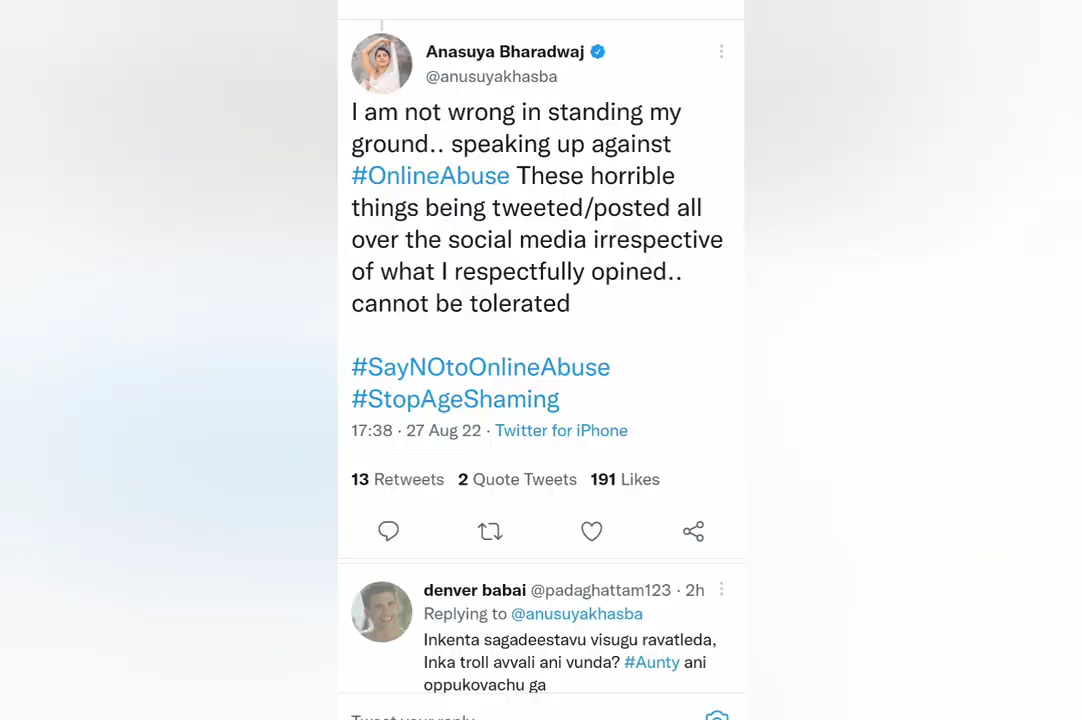 Anasuya Bharadwaj
@anusuyakhasba
I am not wrong in standing my
ground.. speaking up against
#OnlineAbuse These horrible
things being tweeted/posted all
over the social media irrespective
of what I respectfully opined..
cannot be tolerated
#SayNOtoOnlineAbuse
#StopAgeShaming
17:38 · 27 Aug 22 · Twitter for iPhone
13 Retweets 2 Quote Tweets 191 Likes
denver babai @padaghattam123 · 2h
Replying to @anusuyakhasba
Inkenta sagadeestavu visugu ravatleda,
Inka troll avvali ani vunda? #Aunty ani
oppukovachu ga
Tweet your reply